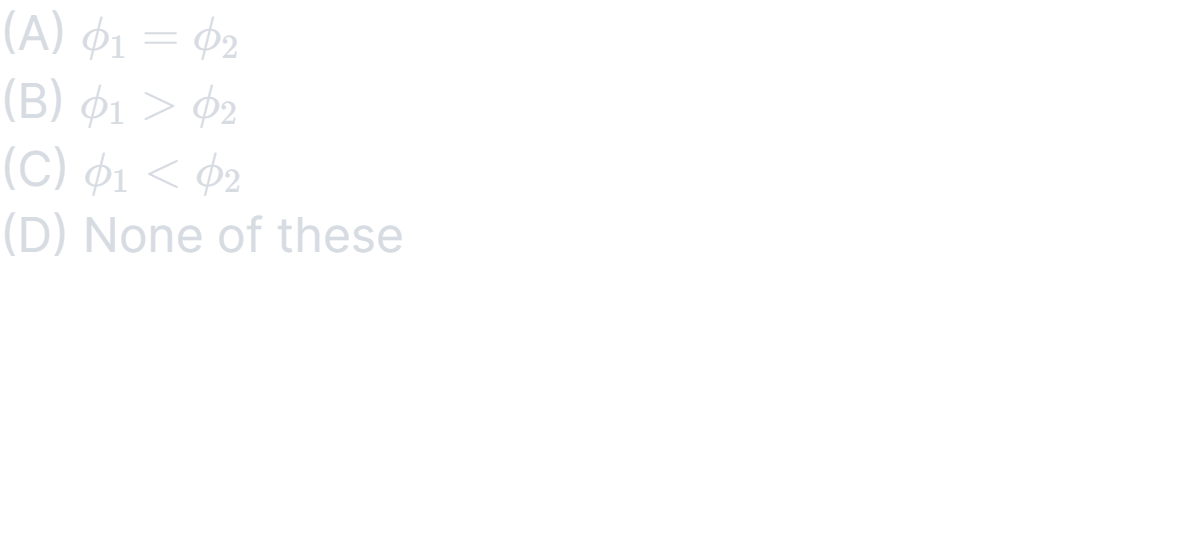 (A) ϕ₁ = ϕ₂
(B) ϕ₁ > ϕ₂
(C) ϕ₁ < ϕ₂
(D) None of these